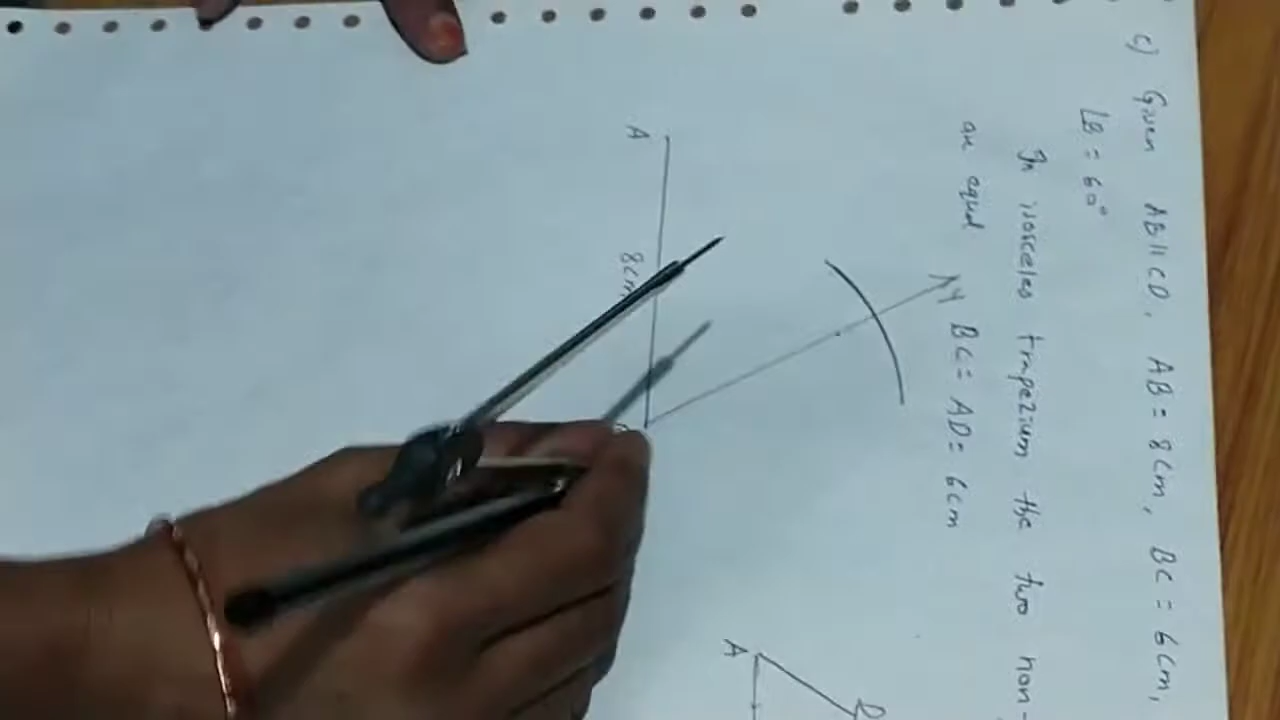 c) Given AB||CD, AB = 8cm, BC = 6cm,
∠B = 60°
In isosceles trapezium the two non-
are equal
BC = AD = 6cm
Y
A
8cm
A
D